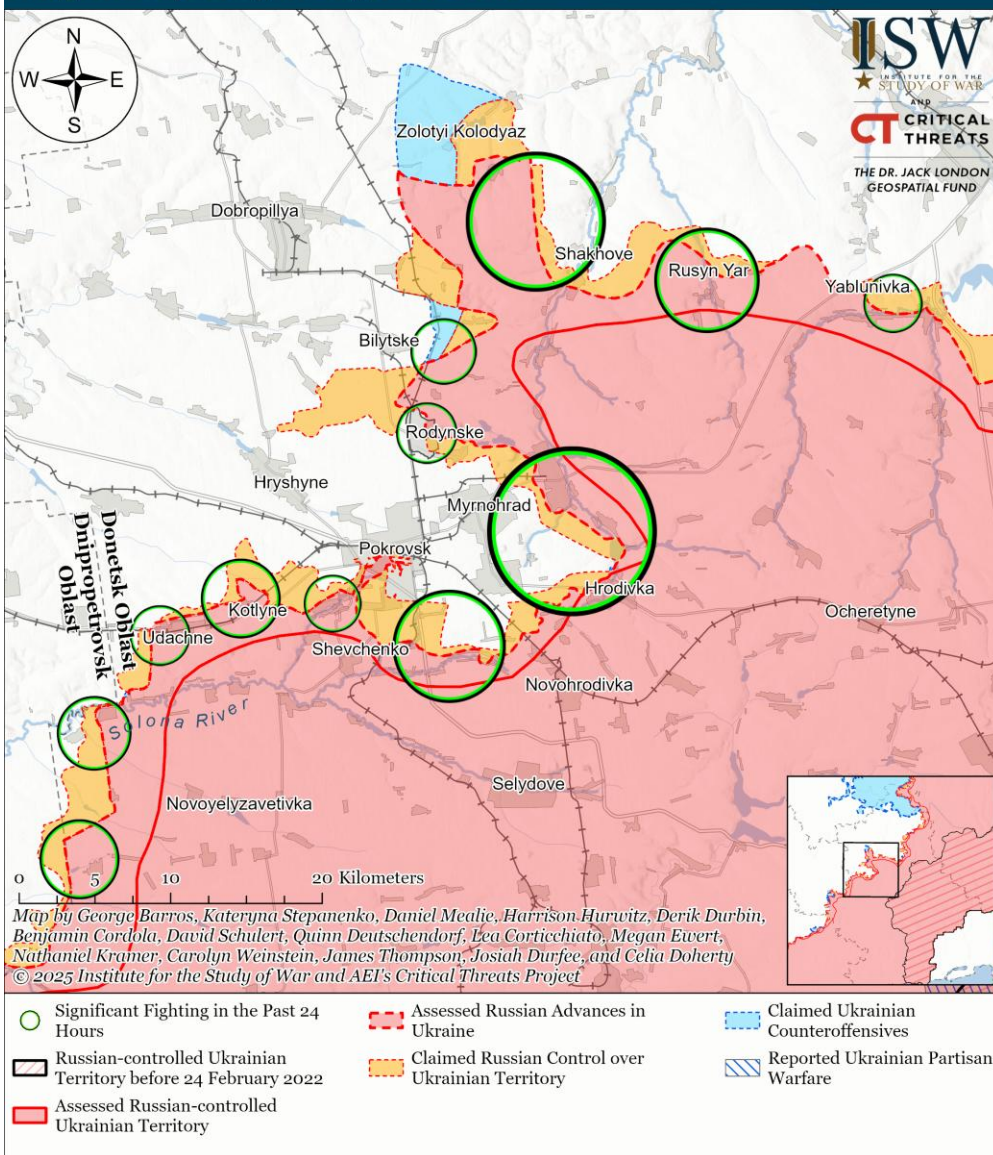 N
W
E
S
ISW
INSTITUTE FOR THE
STUDY OF WAR
AND
CT CRITICAL
THREATS
THE DR. JACK LONDON
GEOSPATIAL FUND
Zolotyi Kolodyaz
Dobropillya
Shakhove
Rusyn Yar
Yablunivka
Bilytske
Rodynske
Hryshyne
Myrnohrad
Pokrovsk
Donetsk Oblast
Dnipropetrovsk
Oblast
Kotlyne
Hrodivka
Udachne
Ocheretyne
Shevchenko
Novohrodivka
Solona River
Selydove
Novoyelyzavetivka
0 5 10 20 Kilometers
Map by George Barros, Kateryna Stepanenko, Daniel Mealie, Harrison Hurwitz, Derik Durbin,
Benjamin Cordola, David Schulert, Quinn Deutschendorf, Lea Corticchiato, Megan Ewert,
Nathaniel Kramer, Carolyn Weinstein, James Thompson, Josiah Durfee, and Celia Doherty
© 2025 Institute for the Study of War and AEI's Critical Threats Project
Significant Fighting in the Past 24
Hours
Russian-controlled Ukrainian
Territory before 24 February 2022
Assessed Russian-controlled
Ukrainian Territory
Assessed Russian Advances in
Ukraine
Claimed Russian Control over
Ukrainian Territory
Claimed Ukrainian
Counteroffensives
Reported Ukrainian Partisan
Warfare